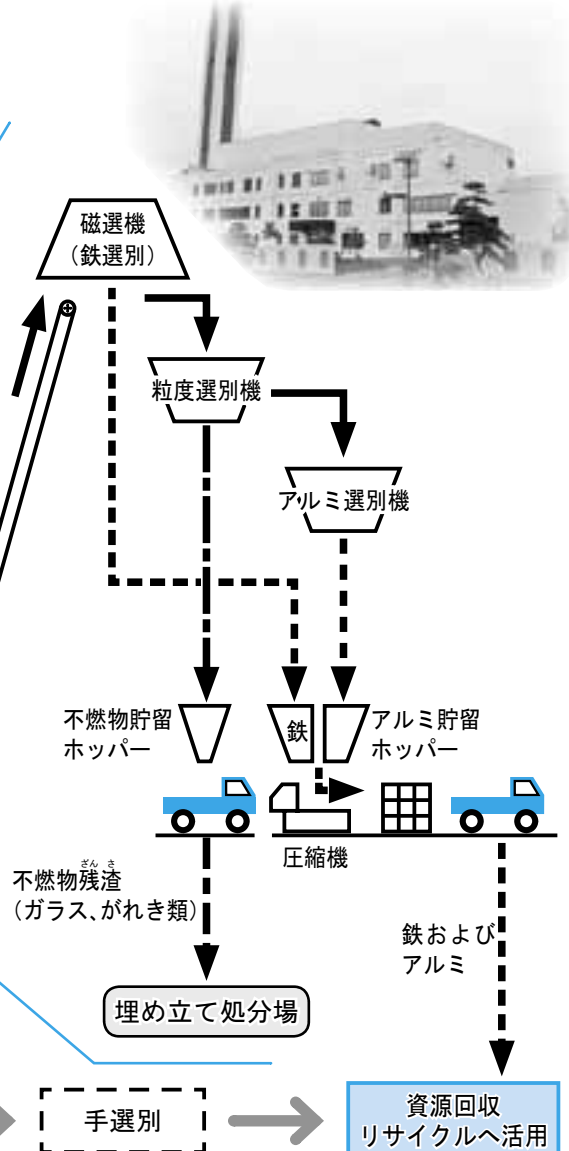 磁選機
（鉄選別）
粒度選別機
アルミ選別機
不燃物貯留
ホッパー
鉄
アルミ貯留
ホッパー
圧縮機
ざん さ
不燃物残渣
（ガラス、がれき類）
鉄および
アルミ
埋め立て処分場
手選別
資源回収
リサイクルへ活用